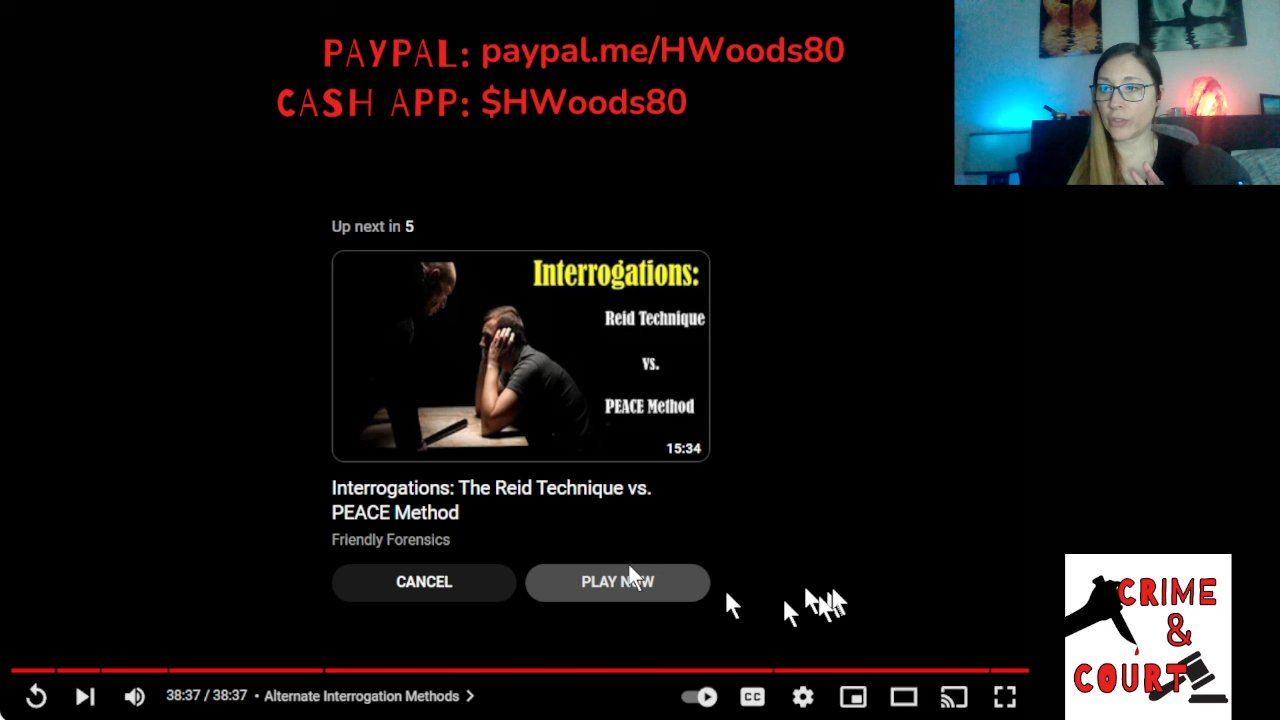 PAYPAL: paypal.me/HWoods80
CASH APP: $HWoods80
Up next in 5
Interrogations:
Reid Technique
vs.
PEACE Method
15:34
Interrogations: The Reid Technique vs.
PEACE Method
Friendly Forensics
CANCEL
PLAY NOW
CRIME
&
COURT
38:37 / 38:37 • Alternate Interrogation Methods >
CC